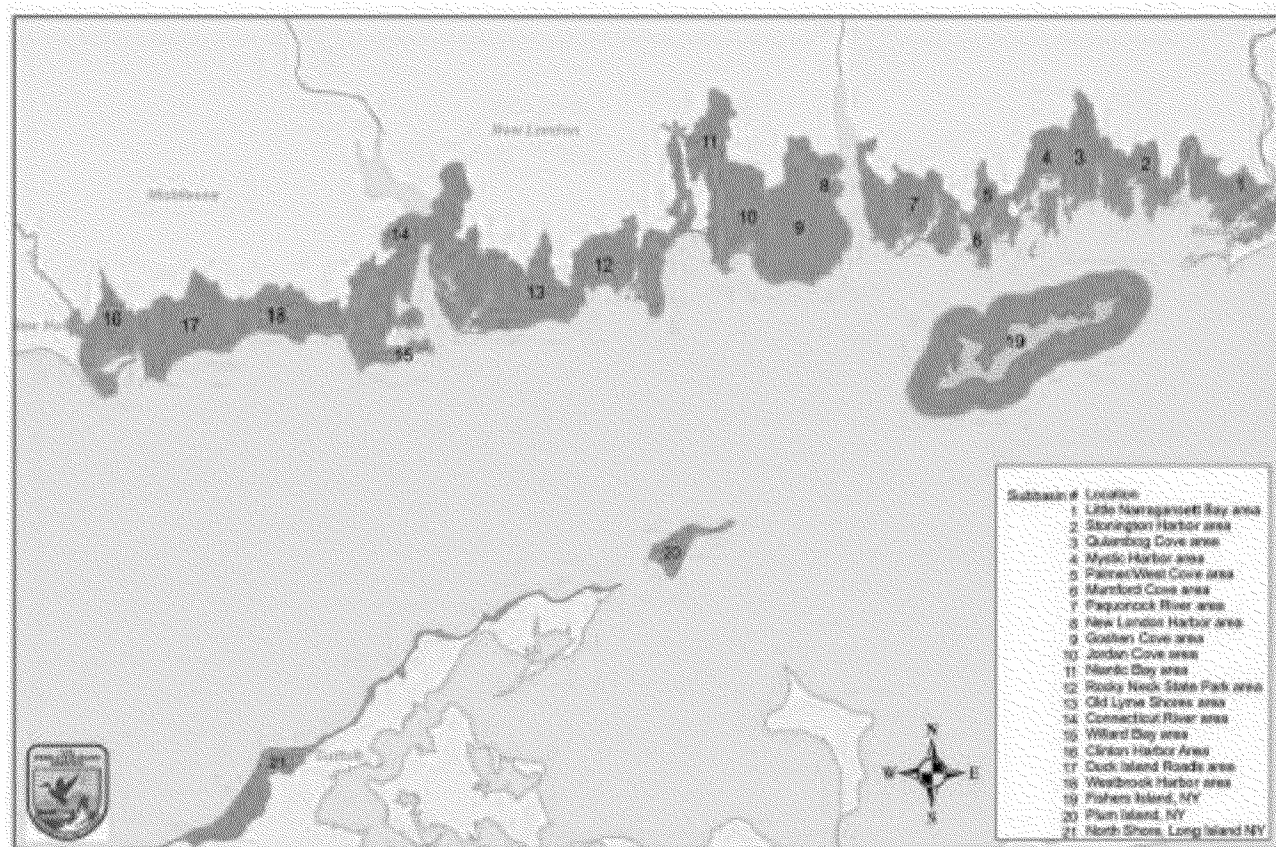 New London
Middlesex
11
4
3
2
1
8
5
10
9
7
6
14
12
13
16
17
18
15
19
20
21
Suffolk
N
W
E
Subbasin # Location
1 Little Narragansett Bay area
2 Stonington Harbor area
3 Quiambog Cove area
4 Mystic Harbor area
5 Palmer/West Cove area
6 Mumford Cove area
7 Paquonock River area
8 New London Harbor area
9 Goshen Cove area
10 Jordan Cove area
11 Niantic Bay area
12 Rocky Neck State Park area
13 Old Lyme Shores area
14 Connecticut River area
15 Willard Bay area
16 Clinton Harbor Area
17 Duck Island Roads area
18 Westbrook Harbor area
19 Fishers Island, NY
20 Plum Island, NY
21 North Shore, Long Island NY